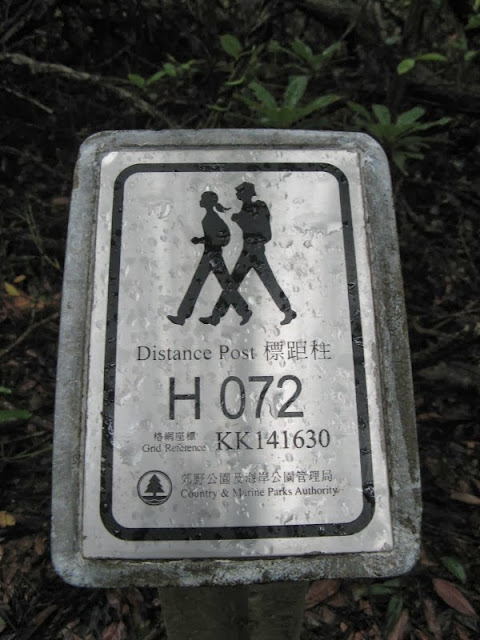 Distance Post 標距柱
H 072
格網座標
Grid Reference KK141630
郊野公園及海岸公園管理局
Country & Marine Parks Authority